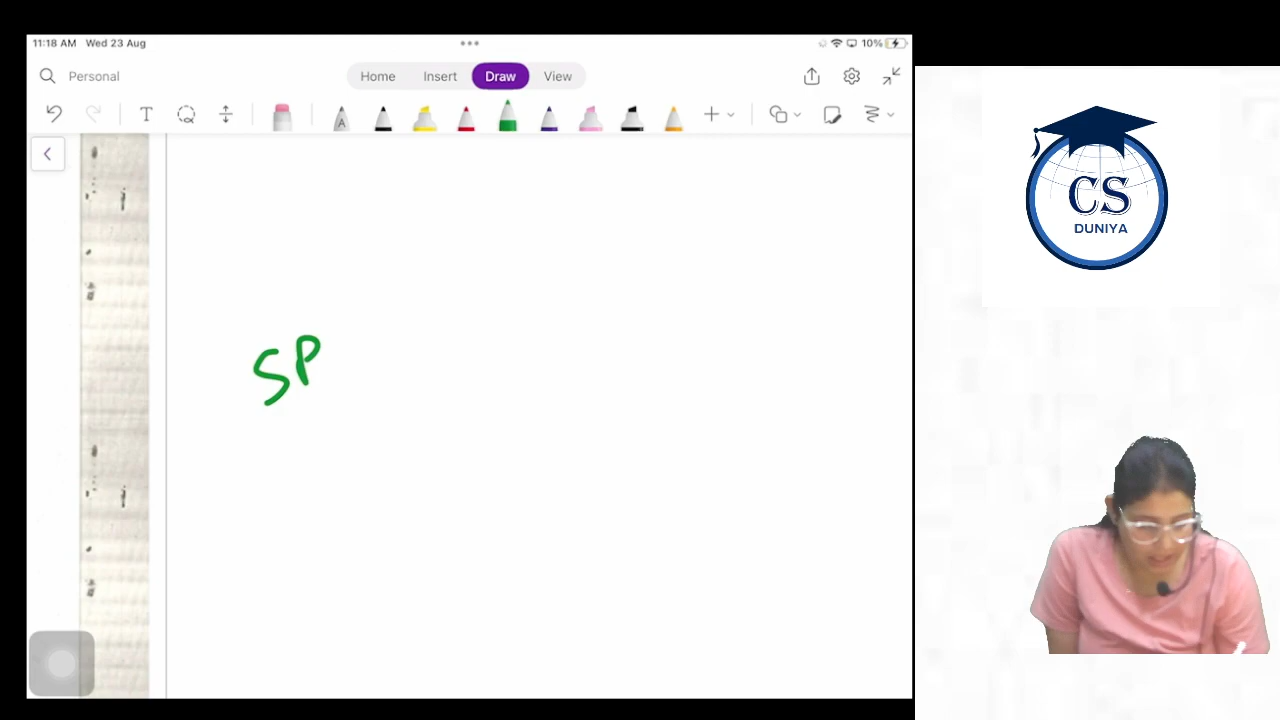 11:18 AM Wed 23 Aug
10%
Personal
Home Insert Draw View
T
A
SP
CS
DUNIYA